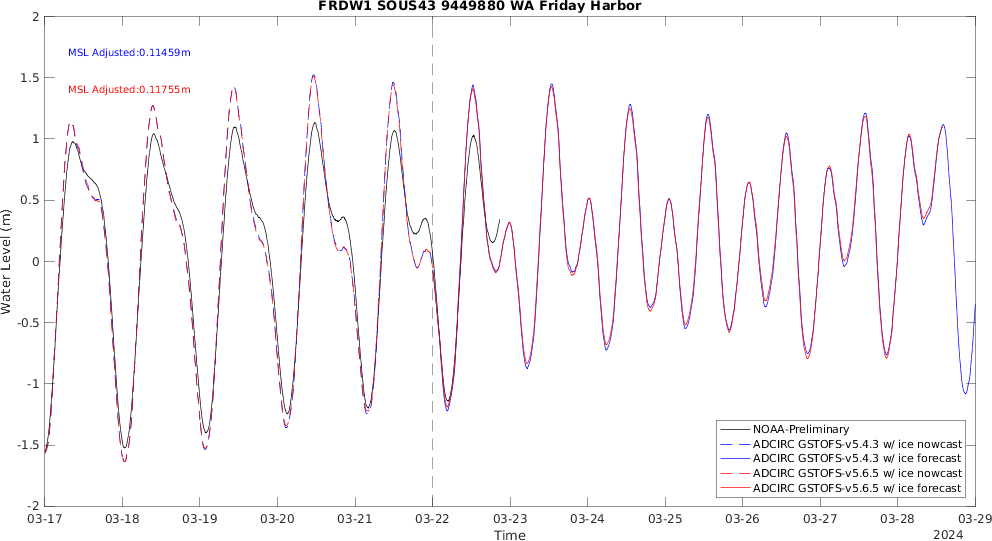 FRDW1 SOUS43 9449880 WA Friday Harbor
2
MSL Adjusted:0.11459m
1.5
MSL Adjusted:0.11755m
1
0.5
0
-0.5
-1
-1.5
-2
Water Level (m)
NOAA-Preliminary
ADCIRC GSTOFS-v5.4.3 w/ ice nowcast
ADCIRC GSTOFS-v5.4.3 w/ ice forecast
ADCIRC GSTOFS-v5.6.5 w/ ice nowcast
ADCIRC GSTOFS-v5.6.5 w/ ice forecast
03-17 03-18 03-19 03-20 03-21 03-22 03-23 03-24 03-25 03-26 03-27 03-28 03-29
Time
2024